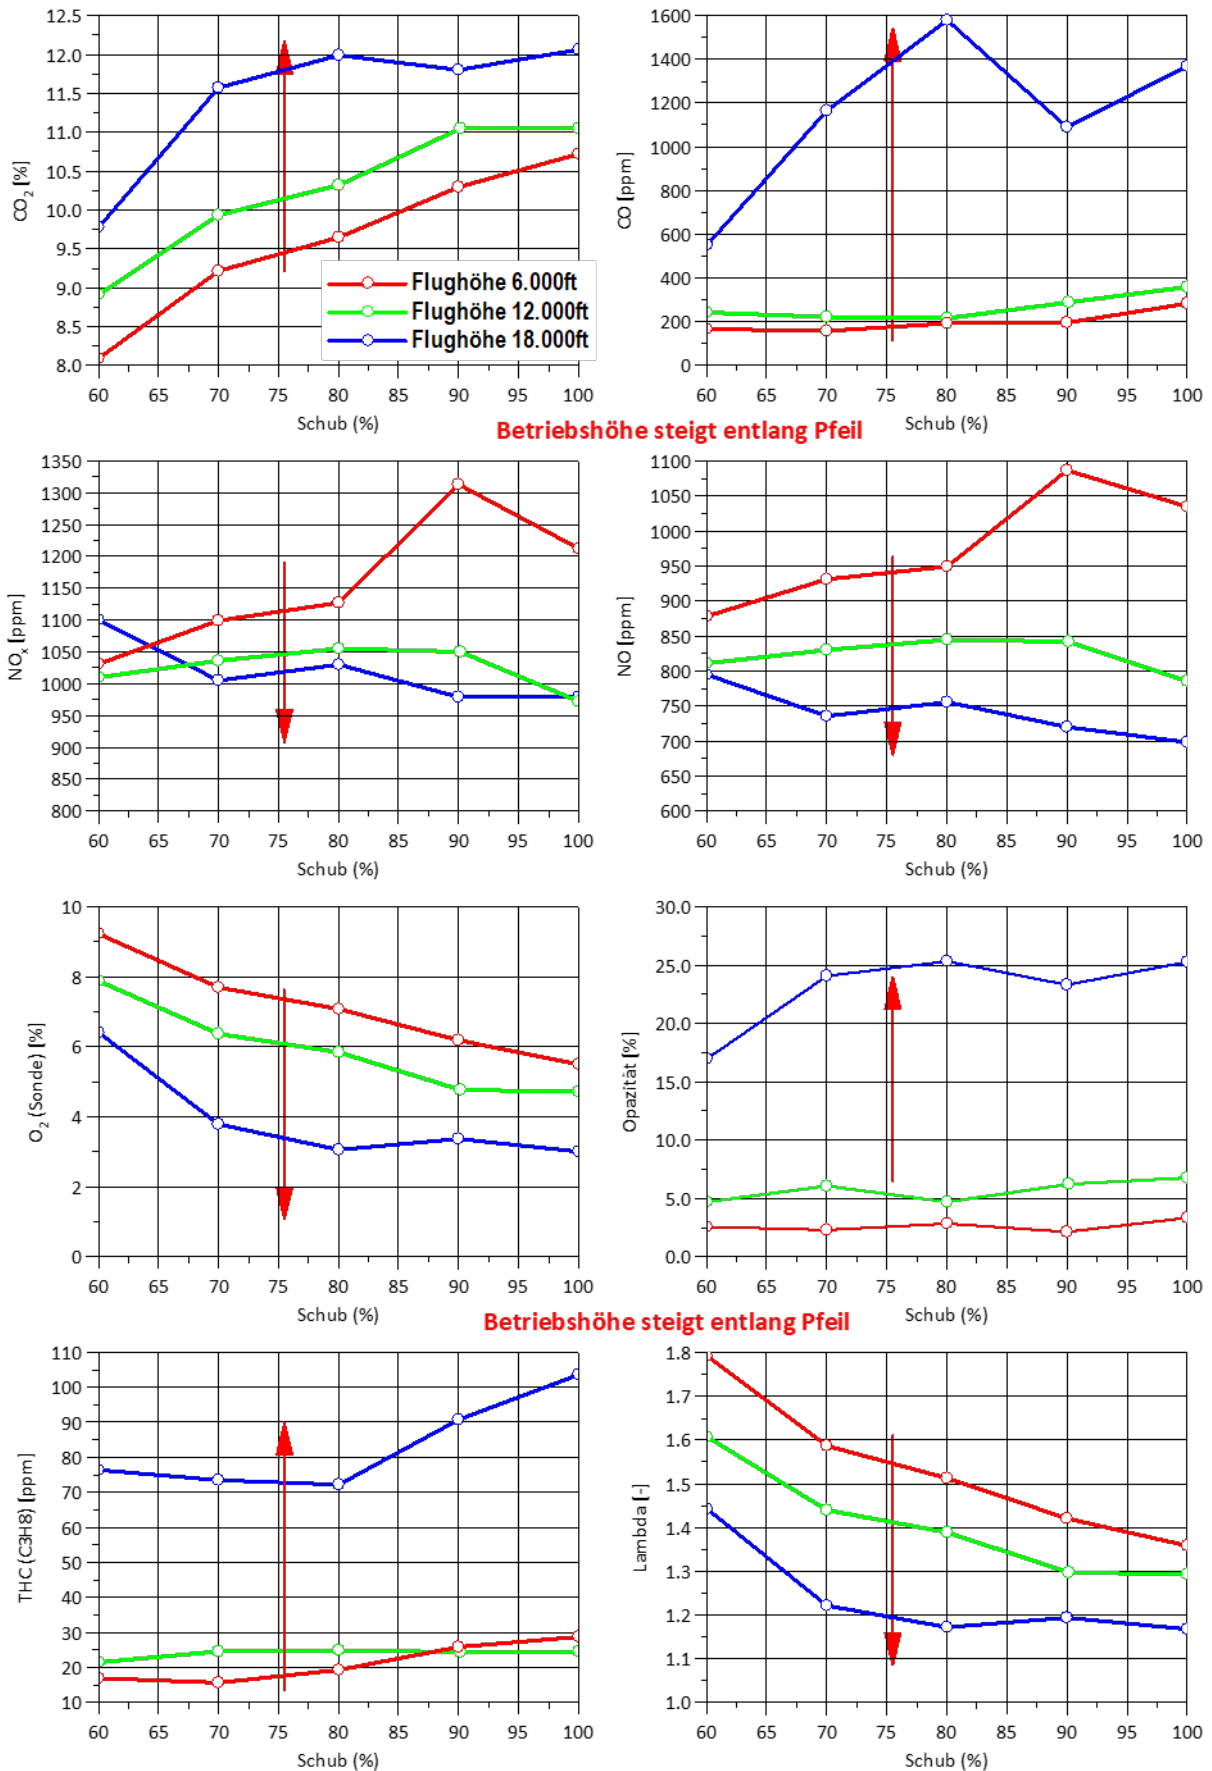 12.5
12.0
11.5
11.0
10.5
10.0
9.5
9.0
8.5
8.0
CO2 [%]
60 65 70 75 80 85 90 95 100
Schub (%)
Flughöhe 6.000ft
Flughöhe 12.000ft
Flughöhe 18.000ft
1600
1400
1200
1000
800
600
400
200
0
CO [ppm]
60 65 70 75 80 85 90 95 100
Schub (%)
Betriebshöhe steigt entlang Pfeil
1350
1300
1250
1200
1150
1100
1050
1000
950
900
850
800
NOx [ppm]
60 65 70 75 80 85 90 95 100
Schub (%)
1100
1050
1000
950
900
850
800
750
700
650
600
NO [ppm]
60 65 70 75 80 85 90 95 100
Schub (%)
10
8
6
4
2
0
O2 (Sonde) [%]
60 65 70 75 80 85 90 95 100
Schub (%)
30.0
25.0
20.0
15.0
10.0
5.0
0.0
Opazität [%]
60 65 70 75 80 85 90 95 100
Schub (%)
Betriebshöhe steigt entlang Pfeil
110
100
90
80
70
60
50
40
30
20
10
THC (C3H8) [ppm]
60 65 70 75 80 85 90 95 100
Schub (%)
1.8
1.7
1.6
1.5
1.4
1.3
1.2
1.1
1.0
Lambda [-]
60 65 70 75 80 85 90 95 100
Schub (%)